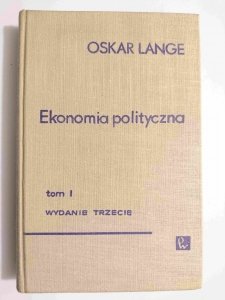 OSKAR LANGE
Ekonomia polityczna
tom I
WYDANIE TRZECIE